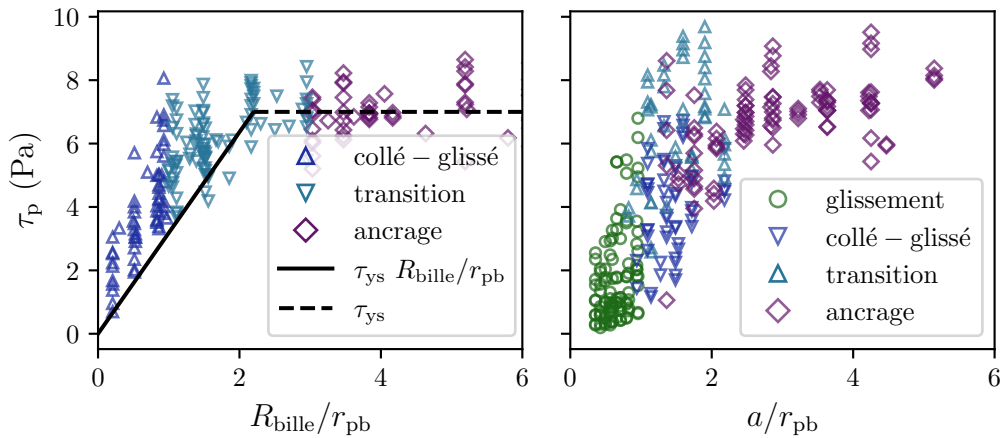 10
8
6
4
2
0
τp (Pa)
0 2 4 6
Rbille/rpb
collé − glissé
transition
ancrage
τys Rbille/rpb
τys
0 2 4 6
a/rpb
glissement
collé − glissé
transition
ancrage